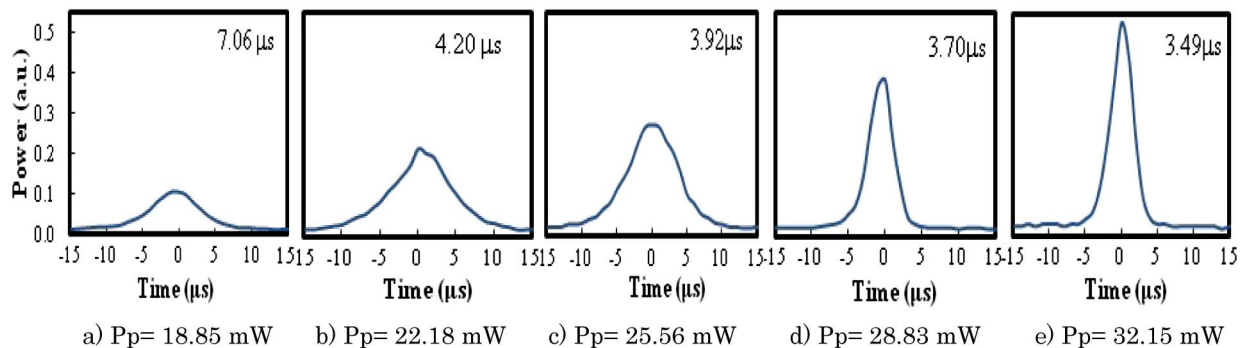 0.5
0.4
0.3
0.2
0.1
0.0
Power (a.u.)
7.06 µs
4.20 µs
3.92µs
3.70 µs
3.49µs
-15 -10 -5 0 5 10 15
-10 -5 0 5 10 15
-15 -10 -5 0 5 10 15
-15 -10 -5 0 5 10 15
-15 -10 -5 0 5 10 15
Time (µs) Time (µs) Time (µs) Time (µs) Time (µs)
a) Pp= 18.85 mW b) Pp= 22.18 mW c) Pp= 25.56 mW d) Pp= 28.83 mW e) Pp= 32.15 mW